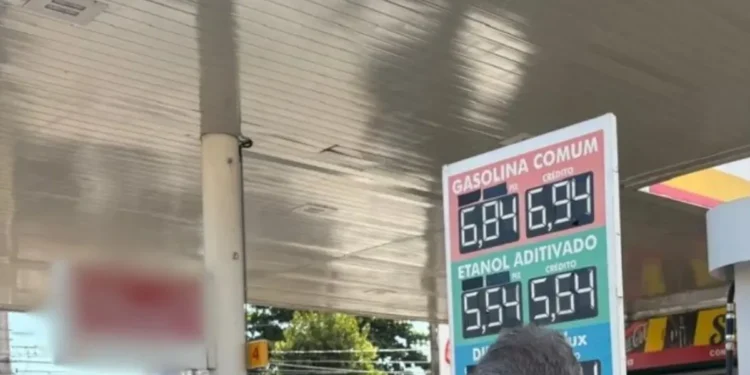 GASOLINA COMUM
CRÉDITO
6,84 6,94
ETANOL ADITIVADO
CRÉDITO
5,54 5,64
4